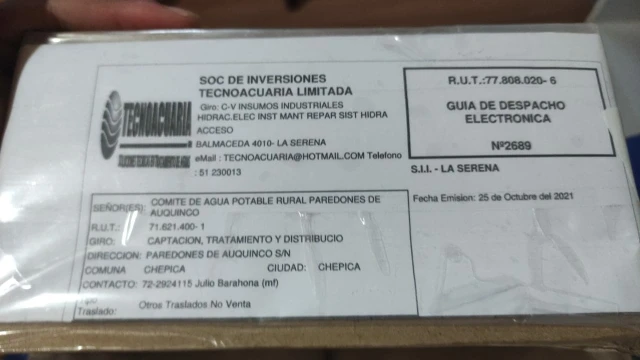 SOC DE INVERSIONES
TECNOACUARIA LIMITADA
Giro: C-V INSUMOS INDUSTRIALES
HIDRAC.ELEC INST MANT REPAR SIST HIDRA
ACCESO
BALMACEDA 4010- LA SERENA
eMail : TECNOACUARIA@HOTMAIL.COM Telefono
: 51 230013
TECNOACUARIA
R.U.T.:77.808.020- 6
GUIA DE DESPACHO
ELECTRONICA
Nº2689
S.I.I. - LA SERENA
Fecha Emision: 25 de Octubre del 2021
SEÑOR(ES): COMITE DE AGUA POTABLE RURAL PAREDONES DE
AUQUINCO
R.U.T.: 71.621.400- 1
GIRO: CAPTACION, TRATAMIENTO Y DISTRIBUCIO
DIRECCION: PAREDONES DE AUQUINCO S/N
COMUNA CHEPICA CIUDAD: CHEPICA
CONTACTO: 72-2924115 Julio Barahona (mf)
Tipo
Traslado: Otros Traslados No Venta